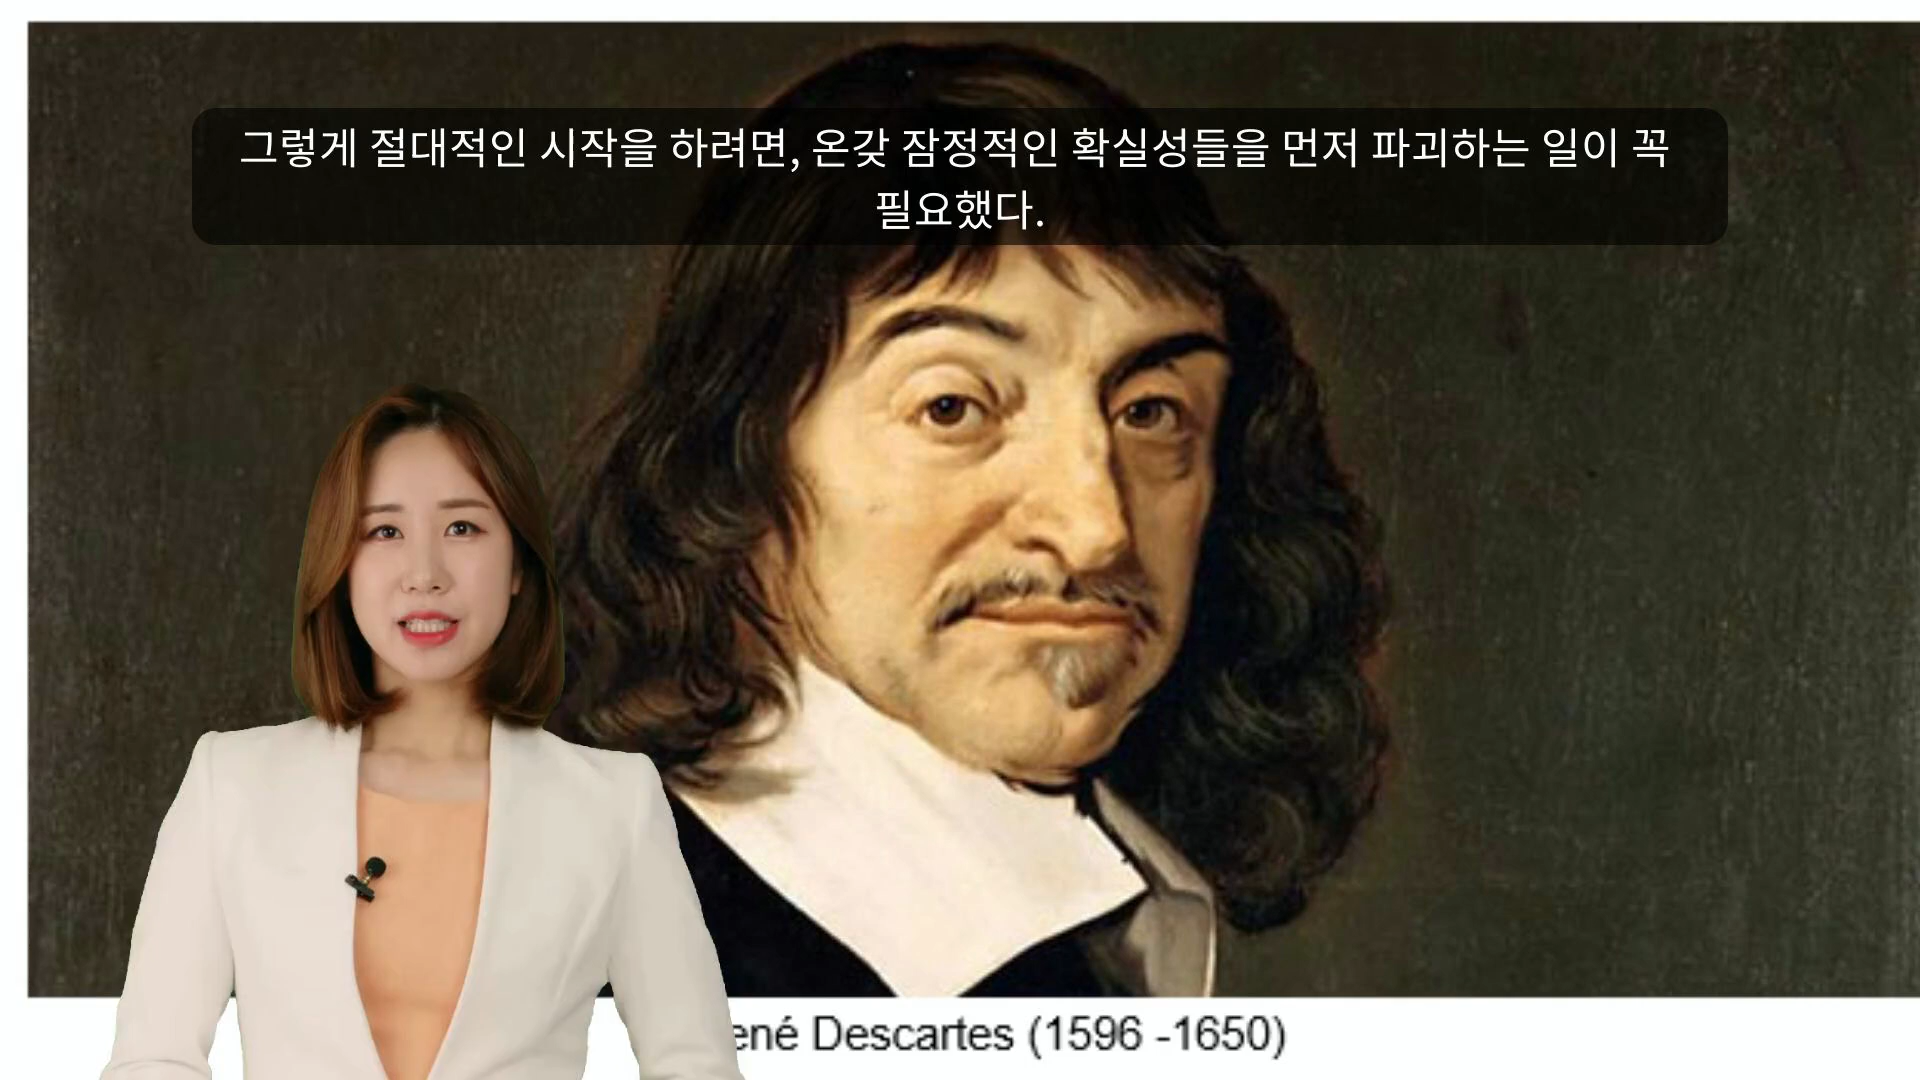 그렇게 절대적인 시작을 하려면, 온갖 잠정적인 확실성들을 먼저 파괴하는 일이 꼭
필요했다.
ené Descartes (1596 -1650)